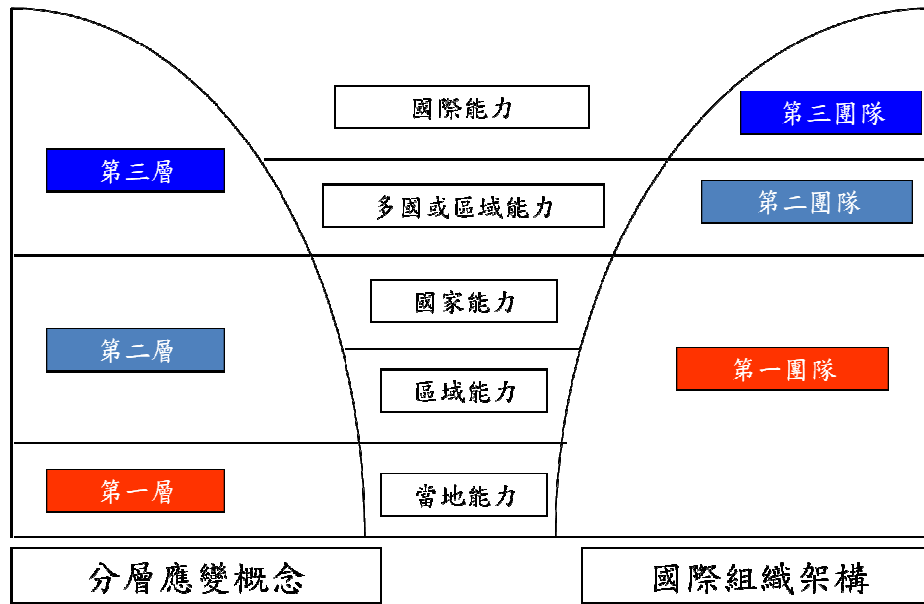 國際能力
第三團隊
第三層
多國或區域能力
第二團隊
國家能力
第二層
第一團隊
區域能力
第一層
當地能力
分層應變概念
國際組織架構